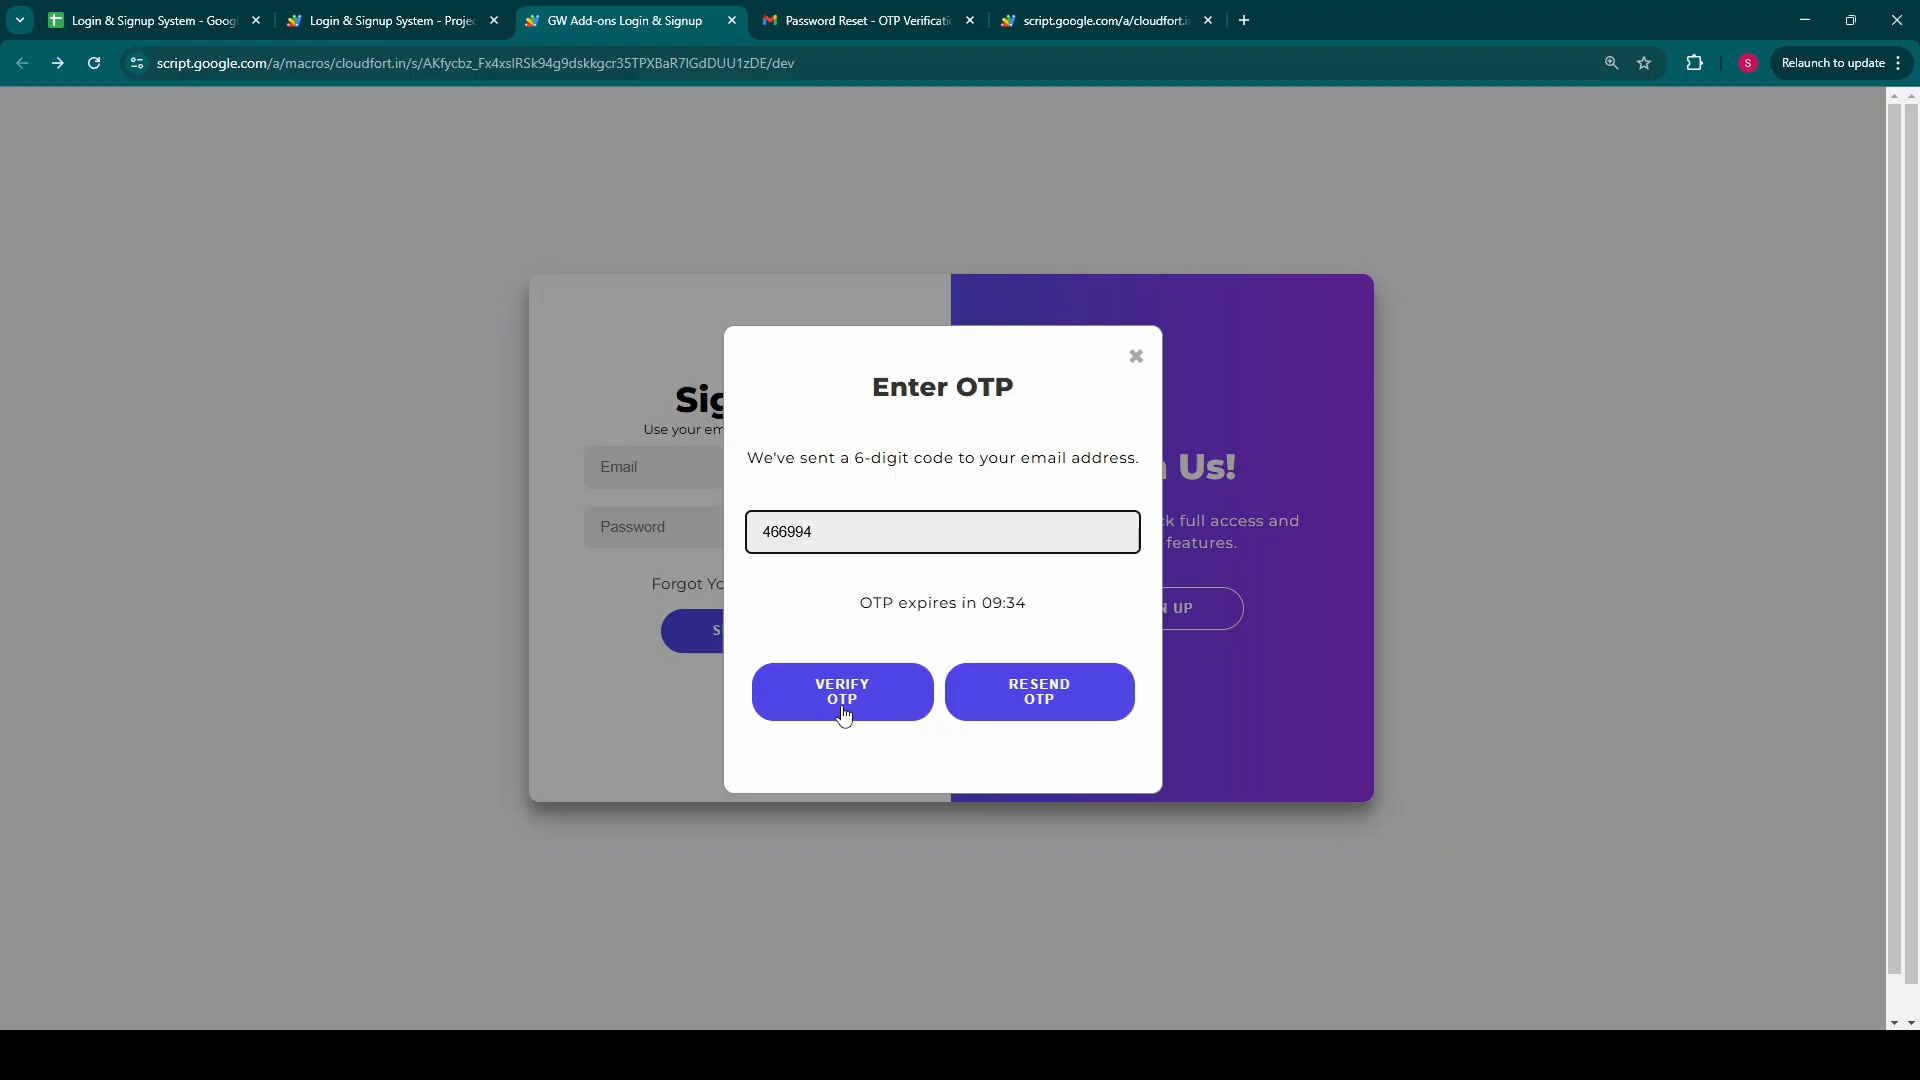 Login & Signup System - Goog
Login & Signup System - Projec
GW Add-ons Login & Signup
Password Reset - OTP Verificatio
script.google.com/a/cloudfort.in
script.google.com/a/macros/cloudfort.in/s/AKfycbz_Fx4xslRSk94g9dskkgcr35TPXBaR7lGdDUU1zDE/dev
S
Relaunch to update
Enter OTP
Sig
Use your em
We've sent a 6-digit code to your email address.
Email
Us!
k full access and
features.
Password
466994
Forgot Yo
OTP expires in 09:34
N UP
S
VERIFY
OTP
RESEND
OTP